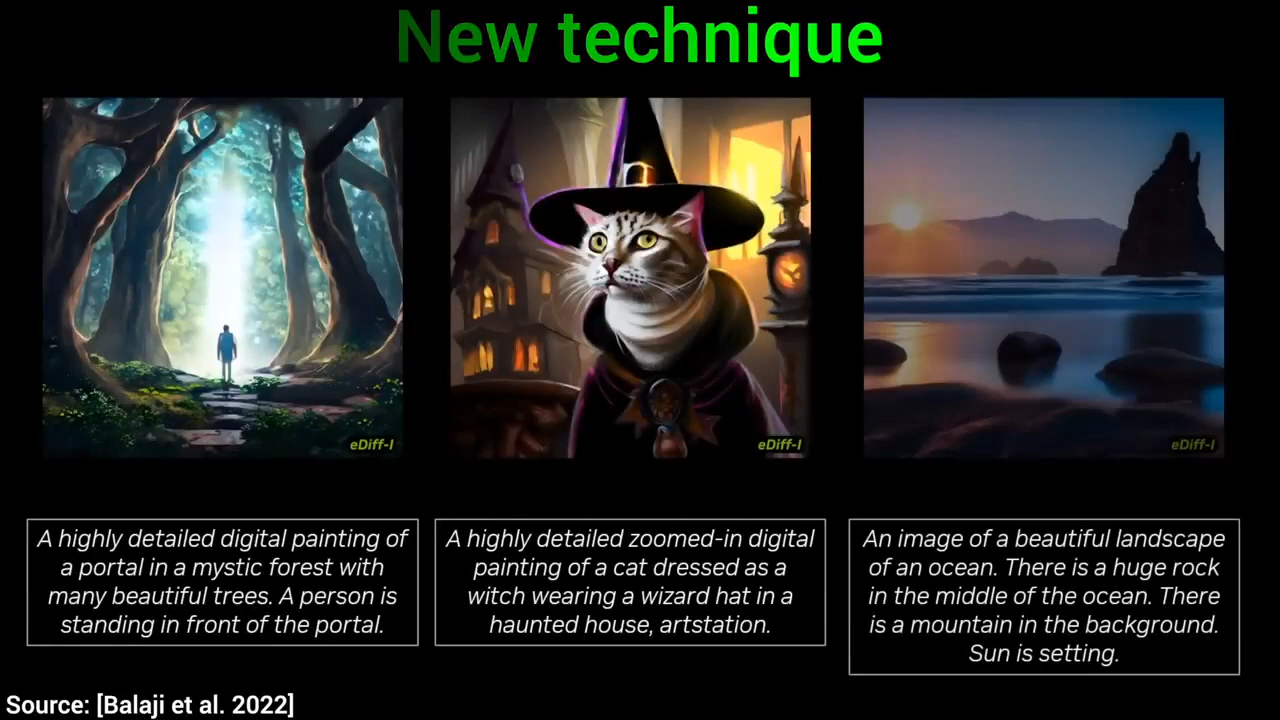 New technique
eDiff-I
eDiff-I
eDiff-I
A highly detailed digital painting of
a portal in a mystic forest with
many beautiful trees. A person is
standing in front of the portal.
A highly detailed zoomed-in digital
painting of a cat dressed as a
witch wearing a wizard hat in a
haunted house, artstation.
An image of a beautiful landscape
of an ocean. There is a huge rock
in the middle of the ocean. There
is a mountain in the background.
Sun is setting.
Source: [Balaji et al. 2022]